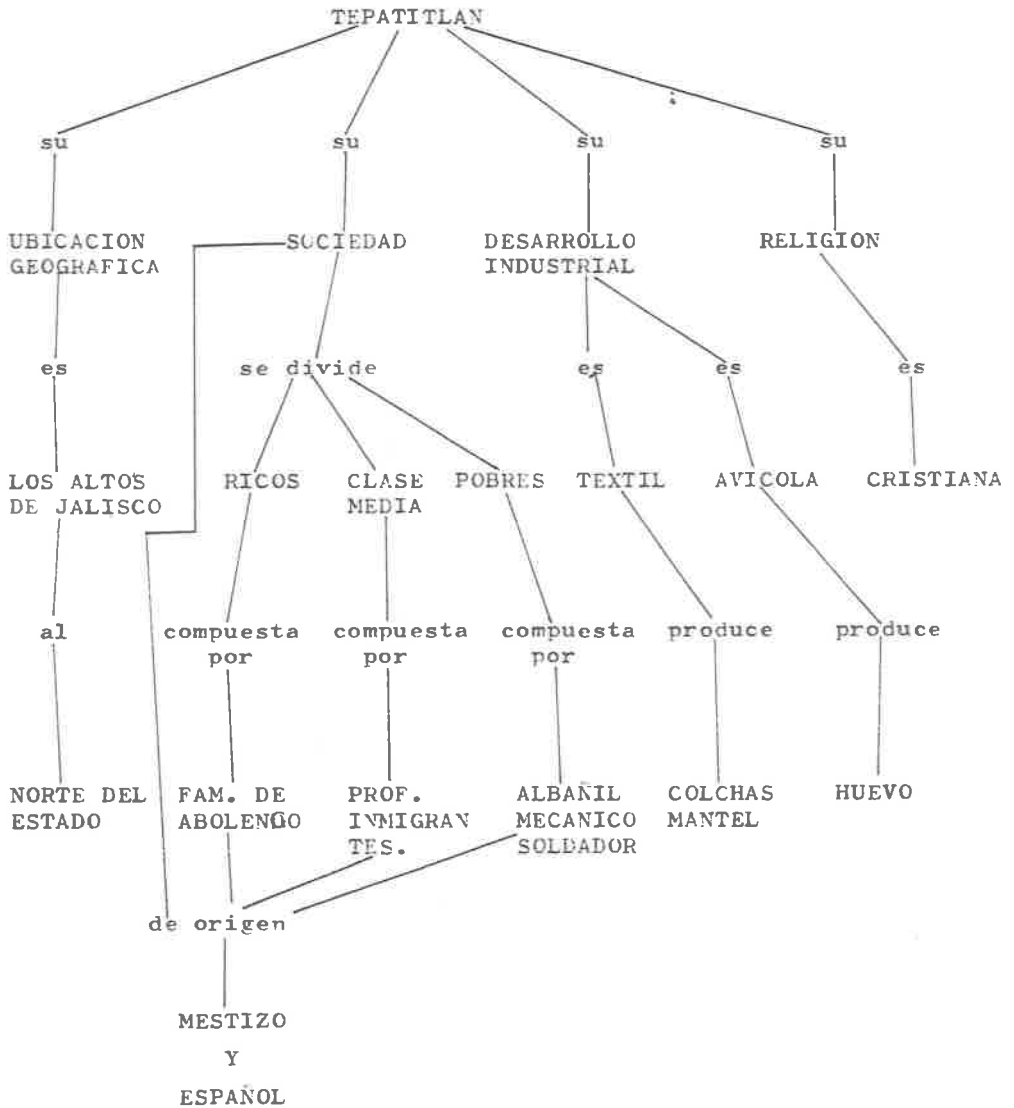 TEPATITLAN
su su su su
UBICACION SOCIEDAD DESARROLLO RELIGION
GEOGRAFICA INDUSTRIAL
es se divide es es es
LOS ALTOS RICOS CLASE POBRES TEXTIL AVICOLA CRISTIANA
DE JALISCO MEDIA
al compuesta compuesta compuesta produce produce
por por por
NORTE DEL FAM. DE PROF. ALBAÑIL COLCHAS HUEVO
ESTADO ABOLENGO INMIGRAN MECANICO MANTEL
TES. SOLDADOR
de origen
MESTIZO
Y
ESPAÑOL